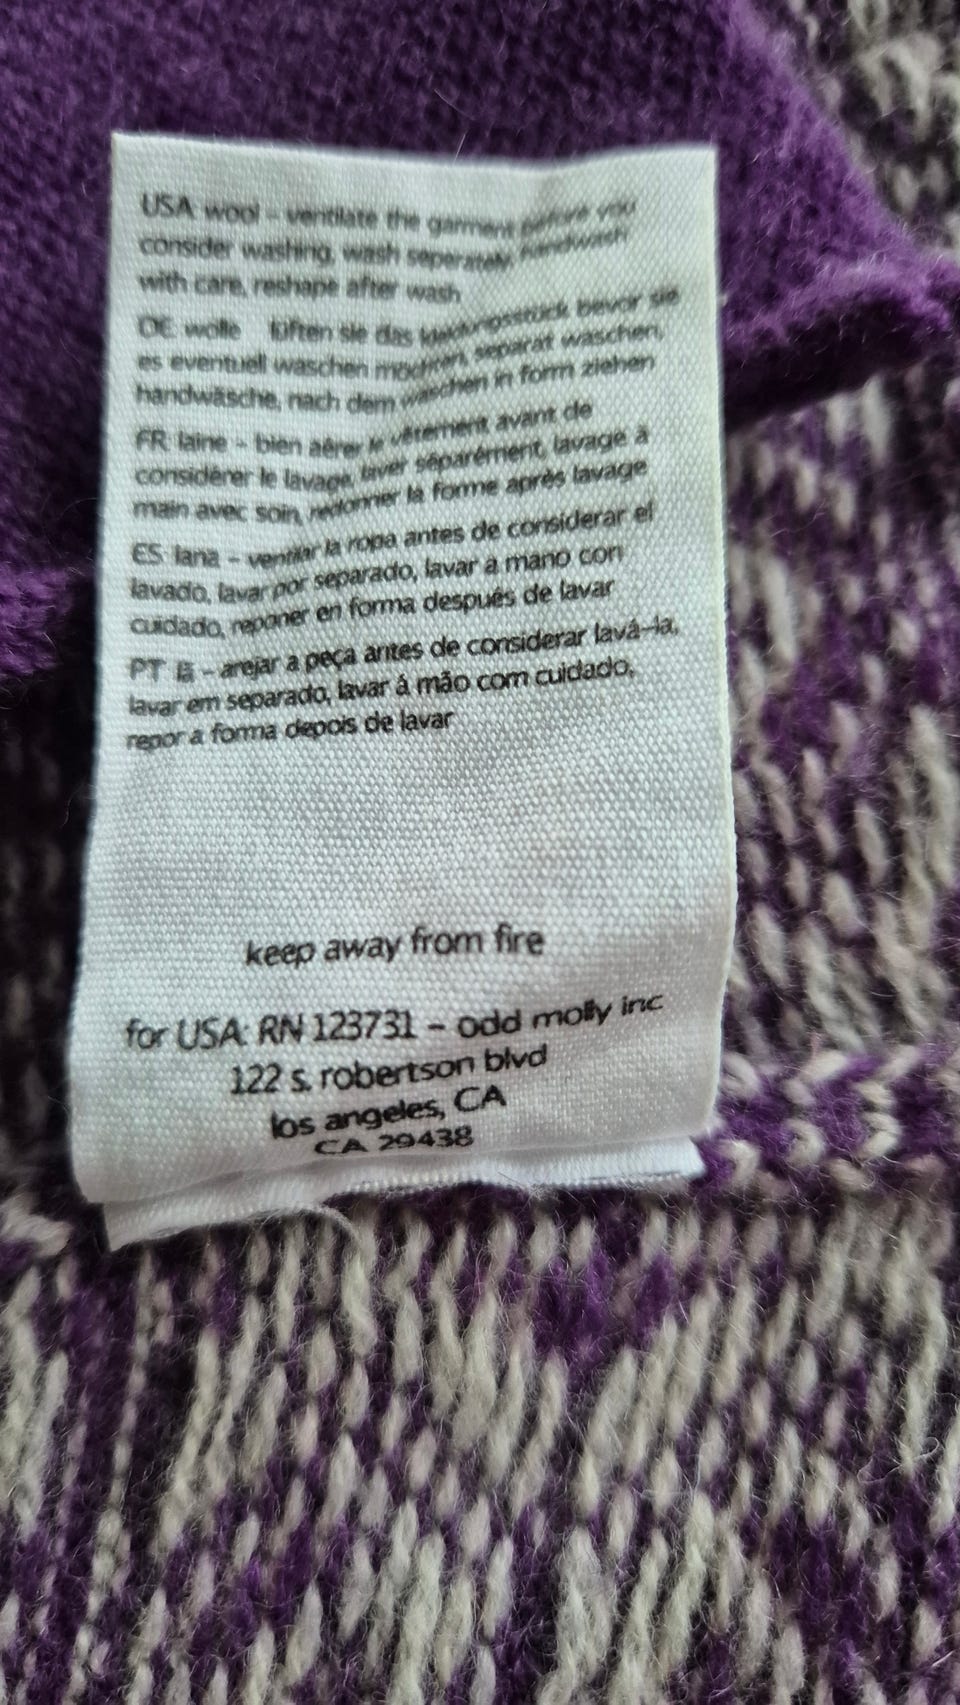 USA wool – ventilate the garment before you
consider washing, wash seperately, handwash
with care, reshape after wash
DE wolle lüften sie das kleidungsstück bevor sie
es eventuell waschen möchten, separat waschen,
handwäsche, nach dem waschen in form ziehen
FR laine – bien aérer le vêtement avant de
considérer le lavage, laver séparément, lavage à
main avec soin, redonner la forme après lavage
ES lana – ventilar la ropa antes de considerar el
lavado, lavar por separado, lavar a mano con
cuidado, reponer en forma después de lavar
PT lã – arejar a peça antes de considerar lavá-la,
lavar em separado, lavar á mão com cuidado,
repor a forma depois de lavar
keep away from fire
for USA: RN 123731 – odd molly inc
122 s. robertson blvd
los angeles, CA
CA 29438